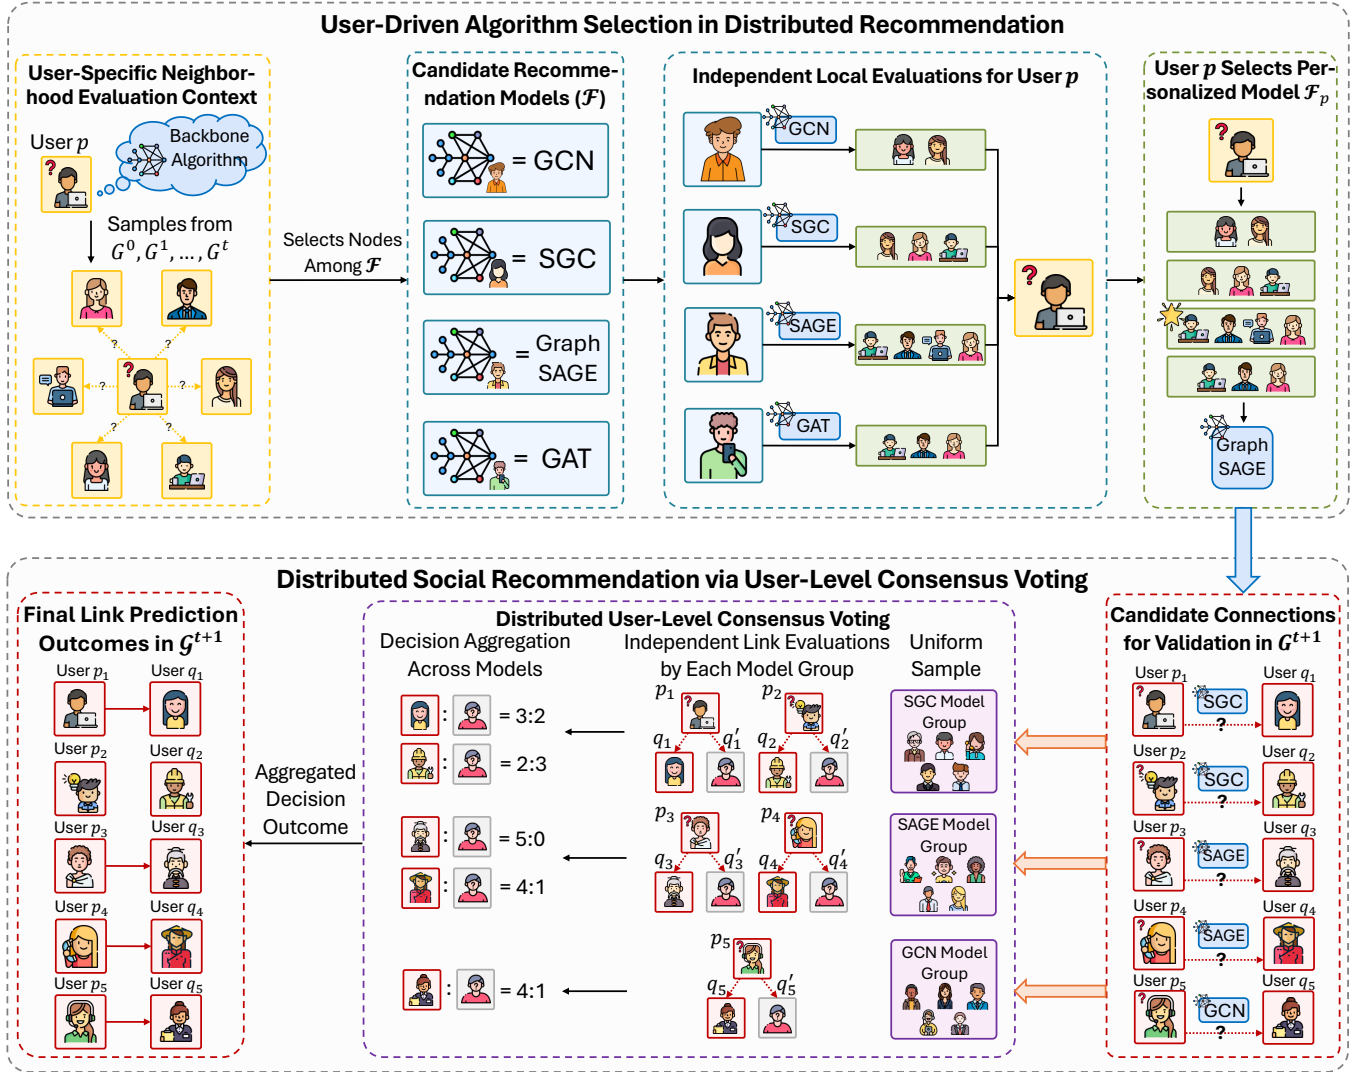 User-Driven Algorithm Selection in Distributed Recommendation
User-Specific Neighbor-
hood Evaluation Context
User p
Backbone
Algorithm
Samples from
G⁰, G¹, ..., Gᵗ
?
?
?
?
?
?
?
?
Selects Nodes
Among ℱ
Candidate Recomme-
ndation Models (ℱ)
= GCN
= SGC
= Graph
SAGE
= GAT
Independent Local Evaluations for User p
GCN
SGC
SAGE
GAT
?
User p Selects Per-
sonalized Model ℱₚ
?
Graph
SAGE
Distributed Social Recommendation via User-Level Consensus Voting
Final Link Prediction
Outcomes in 𝒢ᵗ⁺¹
User p₁ User q₁
User p₂ User q₂
User p₃ User q₃
User p₄ User q₄
User p₅ User q₅
Aggregated
Decision
Outcome
Distributed User-Level Consensus Voting
Decision Aggregation
Across Models
: ? = 3:2
: ? = 2:3
: ? = 5:0
: ? = 4:1
: ? = 4:1
Independent Link Evaluations
by Each Model Group
p₁ ? p₂ ?
q₁ q′₁ ? q₂ q′₂ ?
p₃ ? p₄ ?
q₃ q′₃ ? q₄ q′₄ ?
p₅ ?
q₅ q′₅ ?
Uniform
Sample
SGC Model
Group
SAGE Model
Group
GCN Model
Group
Candidate Connections
for Validation in Gᵗ⁺¹
User p₁ User q₁
? SGC
?
User p₂ User q₂
? SGC
?
User p₃ User q₃
? SAGE
?
User p₄ User q₄
? SAGE
?
User p₅ User q₅
? GCN
?